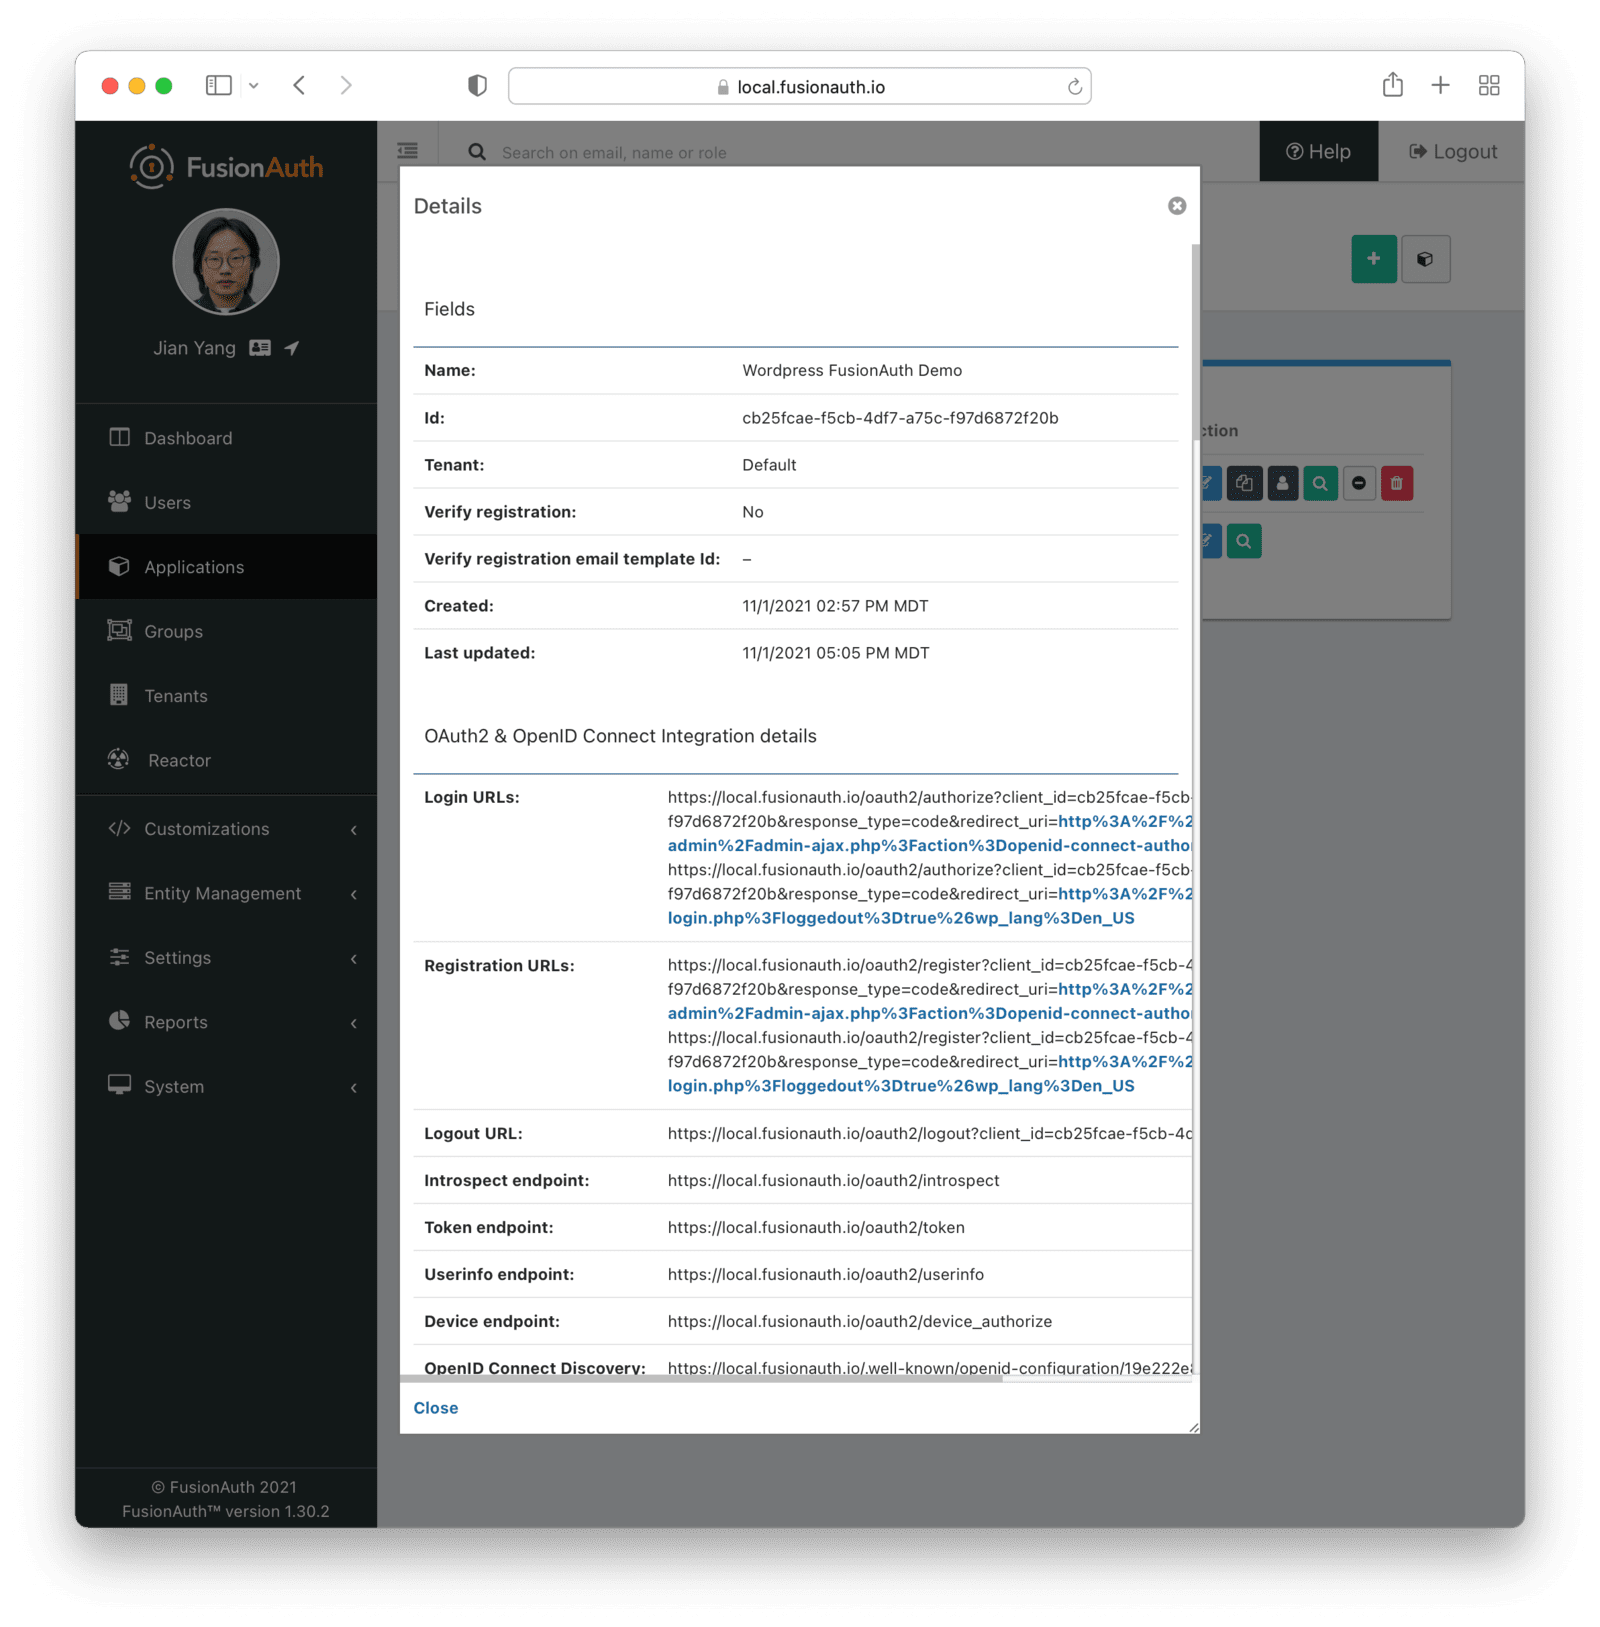 local.fusionauth.io
FusionAuth
Search on email, name or role
Help
Logout
Jian Yang
Dashboard
Users
Applications
Groups
Tenants
Reactor
Customizations
Entity Management
Settings
Reports
System
© FusionAuth 2021
FusionAuth™ version 1.30.2
ction
Details
Fields
Name: Wordpress FusionAuth Demo
Id: cb25fcae-f5cb-4df7-a75c-f97d6872f20b
Tenant: Default
Verify registration: No
Verify registration email template Id: –
Created: 11/1/2021 02:57 PM MDT
Last updated: 11/1/2021 05:05 PM MDT
OAuth2 & OpenID Connect Integration details
Login URLs: https://local.fusionauth.io/oauth2/authorize?client_id=cb25fcae-f5cb-
f97d6872f20b&response_type=code&redirect_uri=http%3A%2F%2
admin%2Fadmin-ajax.php%3Faction%3Dopenid-connect-autho
https://local.fusionauth.io/oauth2/authorize?client_id=cb25fcae-f5cb-
f97d6872f20b&response_type=code&redirect_uri=http%3A%2F%2
login.php%3Floggedout%3Dtrue%26wp_lang%3Den_US
Registration URLs: https://local.fusionauth.io/oauth2/register?client_id=cb25fcae-f5cb-4
f97d6872f20b&response_type=code&redirect_uri=http%3A%2F%2
admin%2Fadmin-ajax.php%3Faction%3Dopenid-connect-autho
https://local.fusionauth.io/oauth2/register?client_id=cb25fcae-f5cb-4
f97d6872f20b&response_type=code&redirect_uri=http%3A%2F%2
login.php%3Floggedout%3Dtrue%26wp_lang%3Den_US
Logout URL: https://local.fusionauth.io/oauth2/logout?client_id=cb25fcae-f5cb-4d
Introspect endpoint: https://local.fusionauth.io/oauth2/introspect
Token endpoint: https://local.fusionauth.io/oauth2/token
Userinfo endpoint: https://local.fusionauth.io/oauth2/userinfo
Device endpoint: https://local.fusionauth.io/oauth2/device_authorize
OpenID Connect Discovery: https://local.fusionauth.io/.well-known/openid-configuration/19e222e8
Close